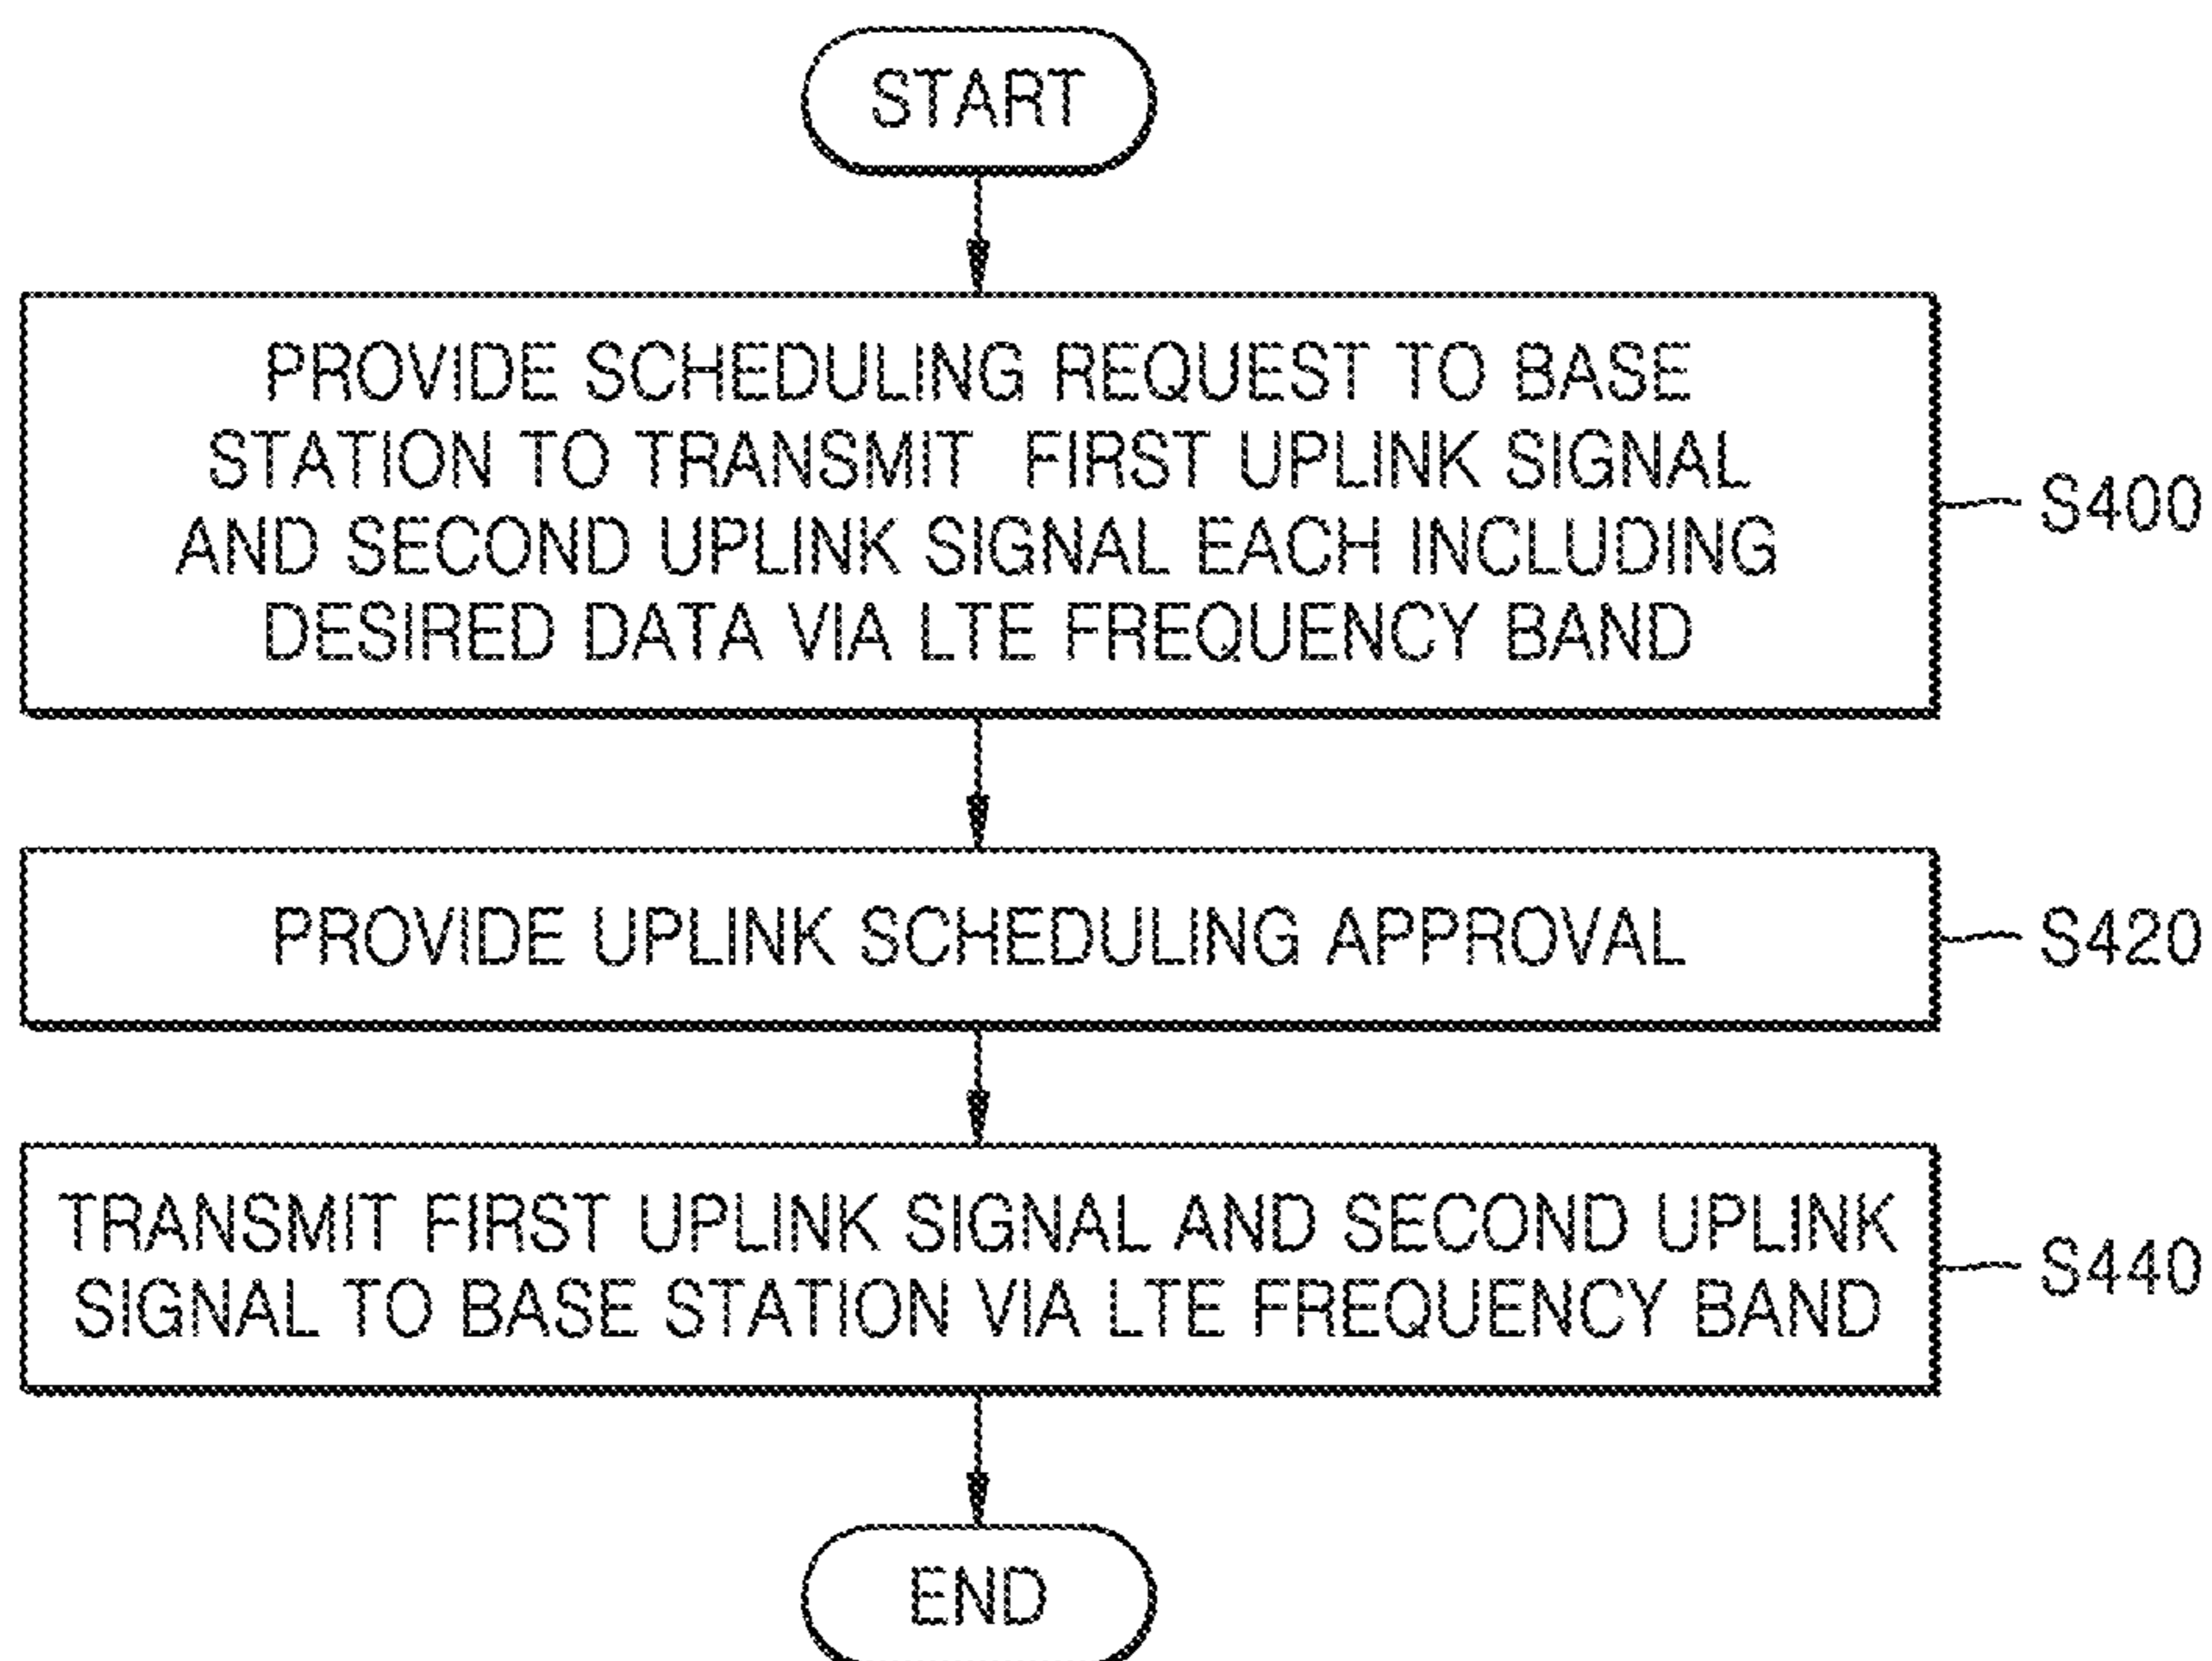 START
PROVIDE SCHEDULING REQUEST TO BASE
STATION TO TRANSMIT FIRST UPLINK SIGNAL
AND SECOND UPLINK SIGNAL EACH INCLUDING
DESIRED DATA VIA LTE FREQUENCY BAND
S400
PROVIDE UPLINK SCHEDULING APPROVAL
S420
TRANSMIT FIRST UPLINK SIGNAL AND SECOND UPLINK
SIGNAL TO BASE STATION VIA LTE FREQUENCY BAND
S440
END